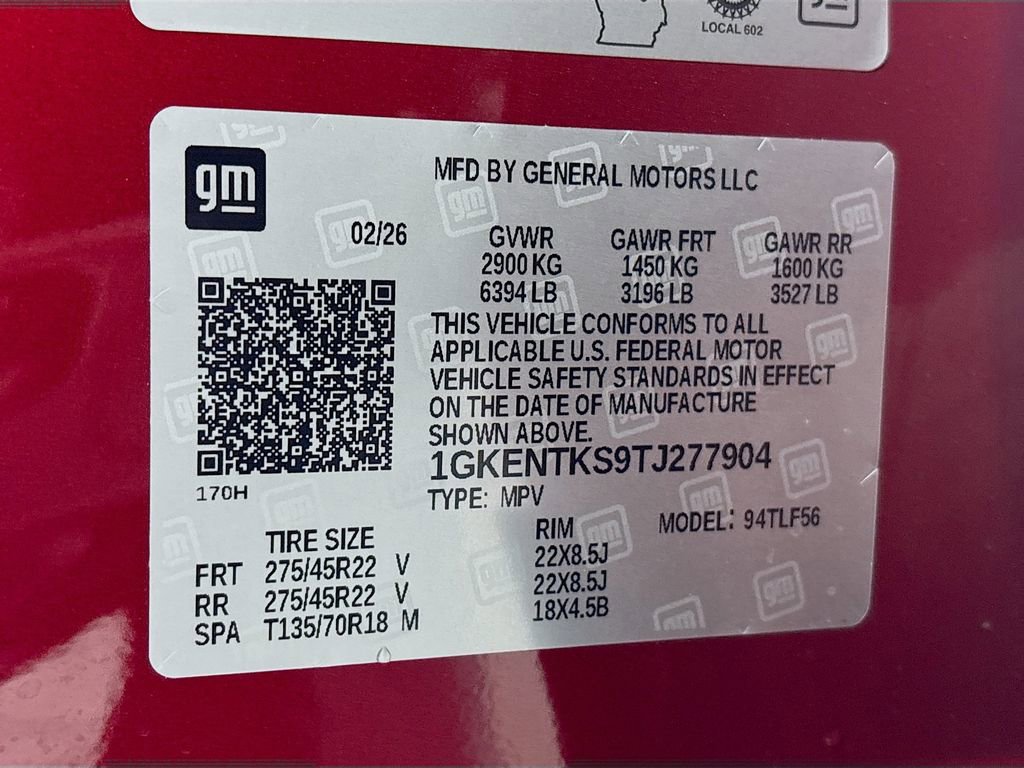 LOCAL 602
gm
MFD BY GENERAL MOTORS LLC
02/26
GVWR GAWR FRT GAWR RR
2900 KG 1450 KG 1600 KG
6394 LB 3196 LB 3527 LB
THIS VEHICLE CONFORMS TO ALL
APPLICABLE U.S. FEDERAL MOTOR
VEHICLE SAFETY STANDARDS IN EFFECT
ON THE DATE OF MANUFACTURE
SHOWN ABOVE.
1GKENTKS9TJ277904
170H
TYPE: MPV
MODEL: 94TLF56
TIRE SIZE RIM
FRT 275/45R22 V 22X8.5J
RR 275/45R22 V 22X8.5J
SPA T135/70R18 M 18X4.5B